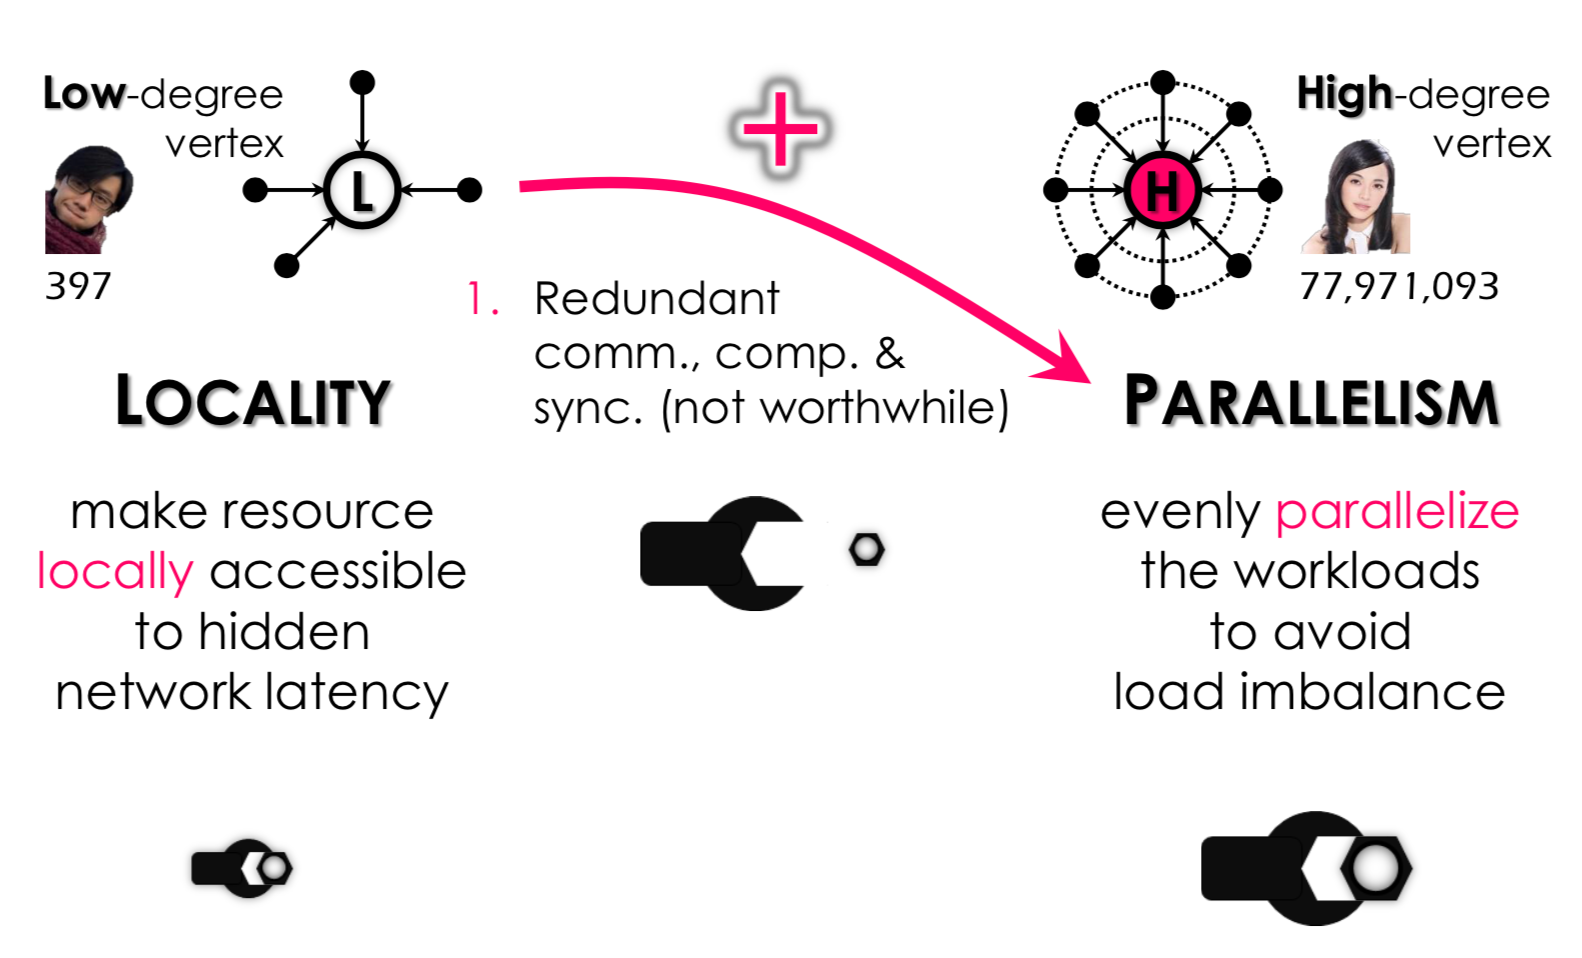 Low-degree
vertex
L
397
LOCALITY
make resource
locally accessible
to hidden
network latency
+
1. Redundant
comm., comp. &
sync. (not worthwhile)
High-degree
vertex
H
77,971,093
PARALLELISM
evenly parallelize
the workloads
to avoid
load imbalance